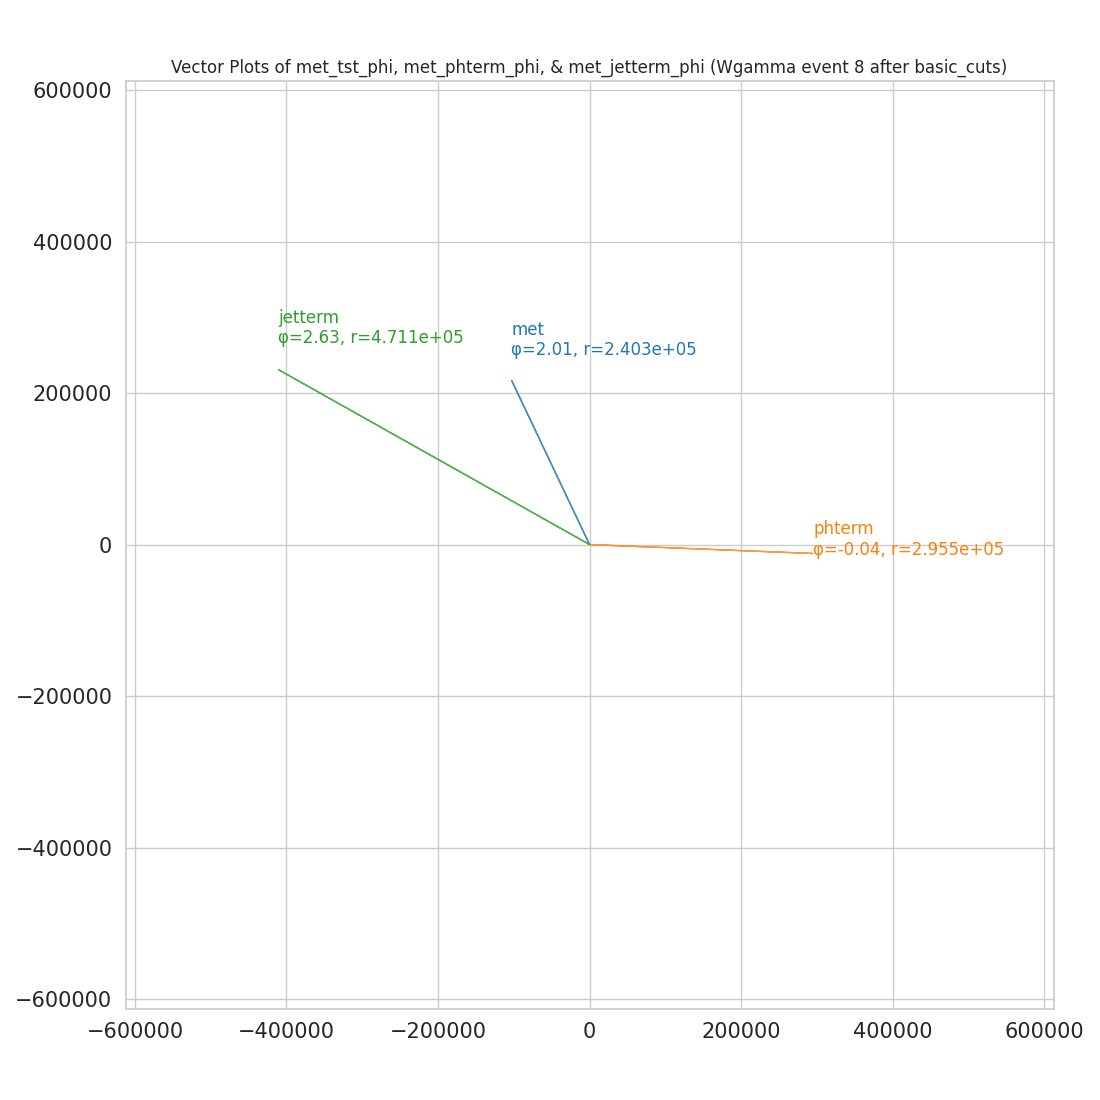 Vector Plots of met_tst_phi, met_phterm_phi, & met_jetterm_phi (Wgamma event 8 after basic_cuts)
600000
400000
200000
0
−200000
−400000
−600000
jetterm
φ=2.63, r=4.711e+05
met
φ=2.01, r=2.403e+05
phterm
φ=-0.04, r=2.955e+05
−600000
−400000
−200000
0
200000
400000
600000